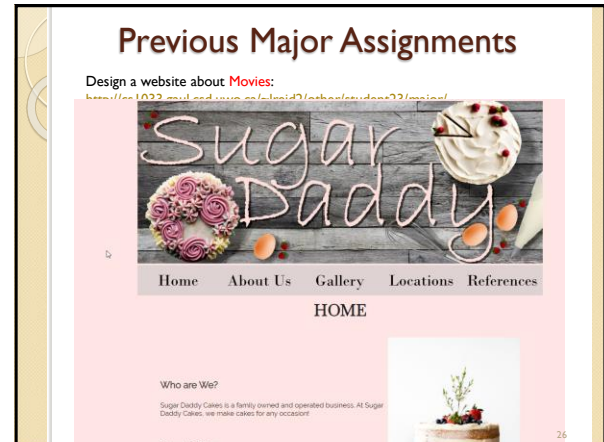 Previous Major Assignments
Design a website about Movies:
Sugar
Daddy
Home About Us Gallery Locations References
HOME
Who are We?
Sugar Daddy Cakes is a family owned and operated business. At Sugar
Daddy Cakes, we make cakes for any occasion!
26